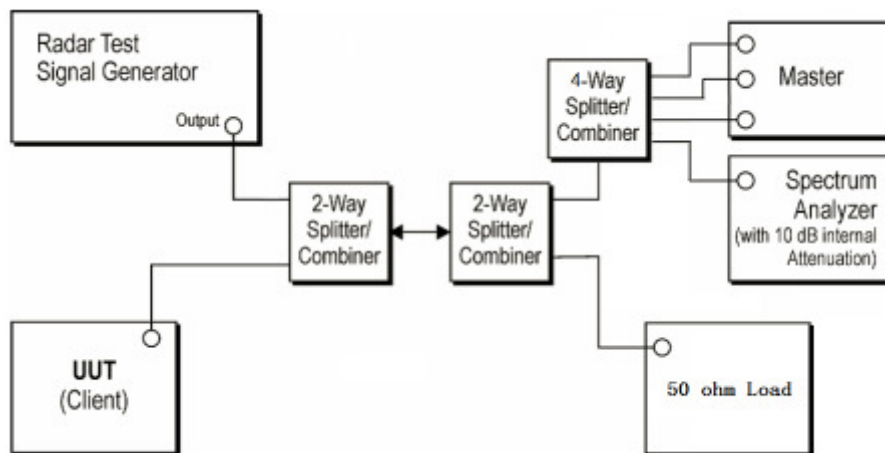 Radar Test
Signal Generator
Output
4-Way
Splitter/
Combiner
Master
2-Way
Splitter/
Combiner
2-Way
Splitter/
Combiner
Spectrum
Analyzer
(with 10 dB internal
Attenuation)
UUT
(Client)
50 ohm Load